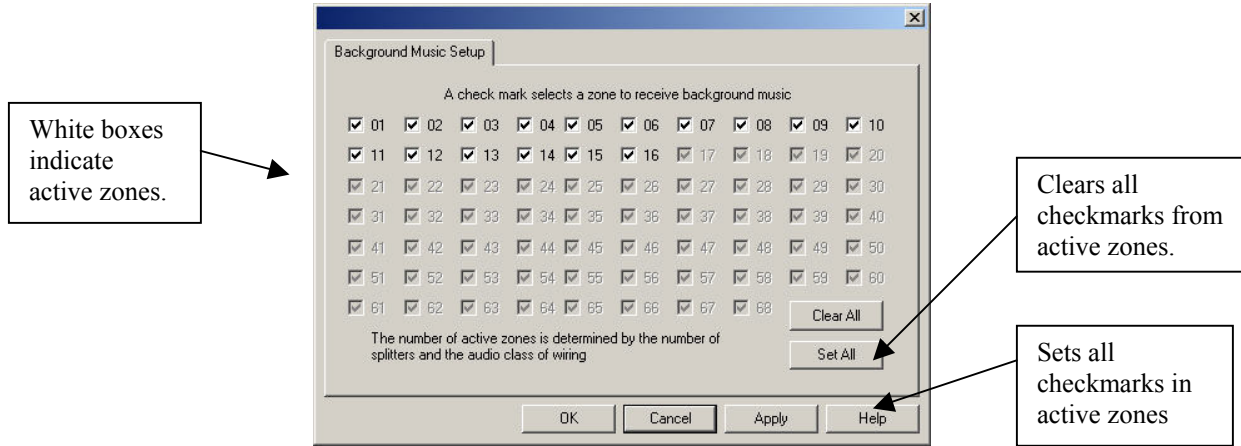 Background Music Setup
A check mark selects a zone to receive background music
01 02 03 04 05 06 07 08 09 10
11 12 13 14 15 16 17 18 19 20
21 22 23 24 25 26 27 28 29 30
31 32 33 34 35 36 37 38 39 40
41 42 43 44 45 46 47 48 49 50
51 52 53 54 55 56 57 58 59 60
61 62 63 64 65 66 67 68
Clear All
The number of active zones is determined by the number of
splitters and the audio class of wiring
Set All
OK Cancel Apply Help
White boxes
indicate
active zones.
Clears all
checkmarks from
active zones.
Sets all
checkmarks in
active zones